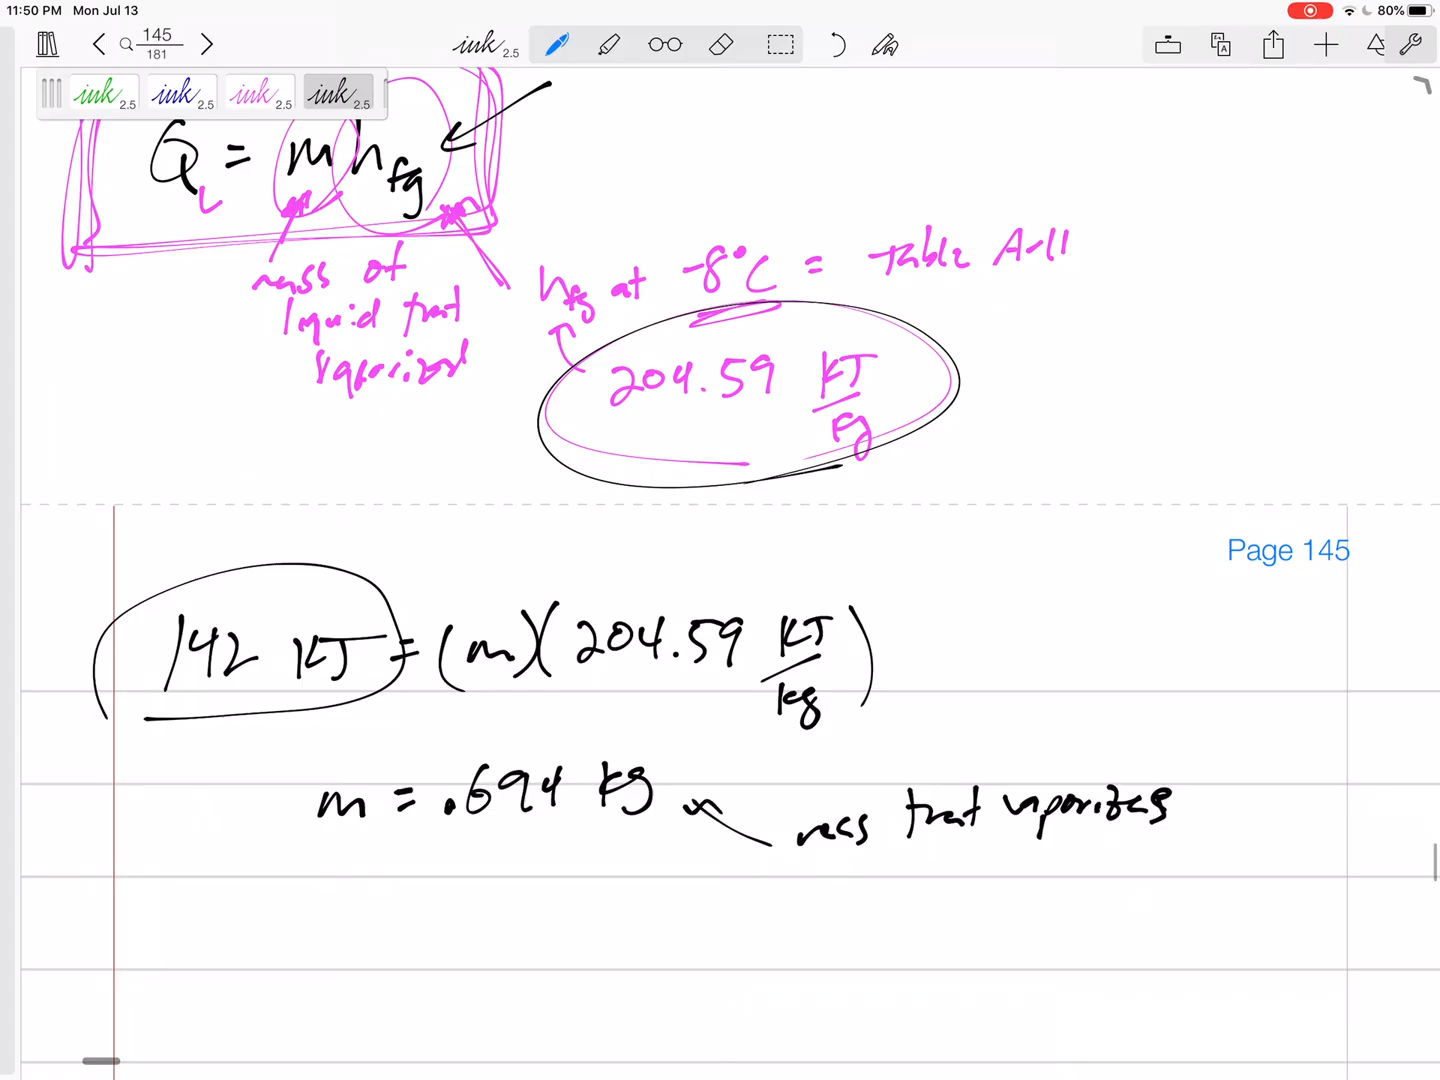 11:50 PM Mon Jul 13
80%
145
181
ink 2.5
ink 2.5 ink 2.5 ink 2.5 ink 2.5
Q_L = m h_fg
mass of
liquid that
vaporized
h_fg at -8°C = table A-11
204.59 KJ/kg
Page 145
142 KJ = (m)(204.59 KJ/kg)
m = .694 kg
mass that vaporizes